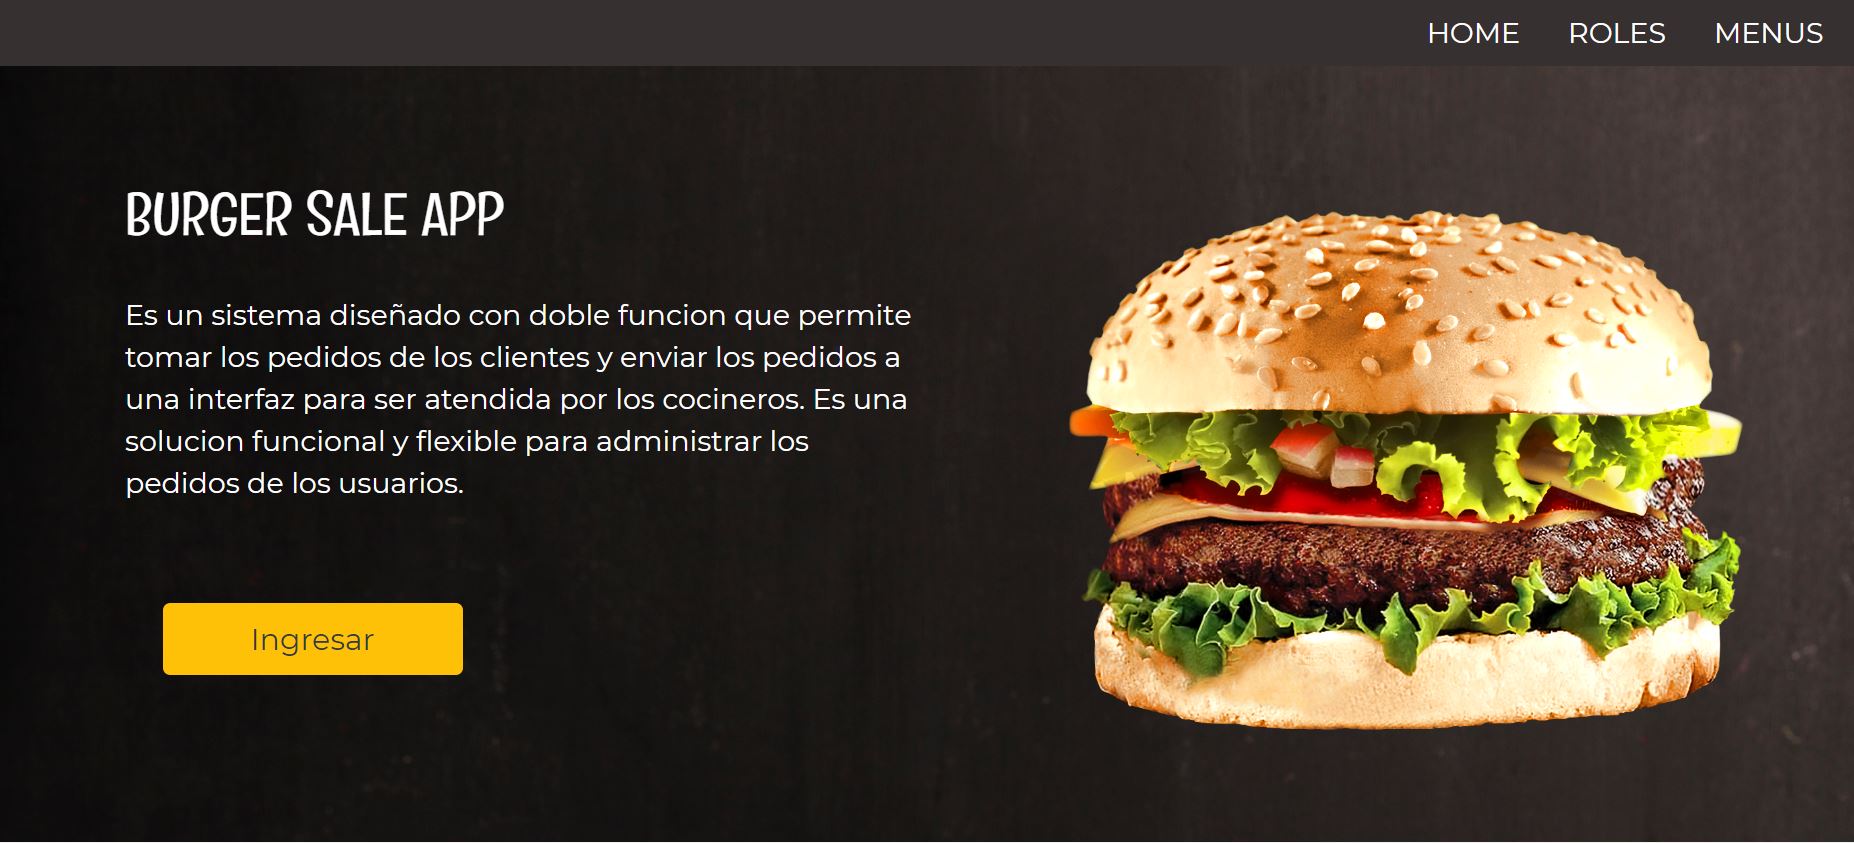 HOME ROLES MENUS
BURGER SALE APP
Es un sistema diseñado con doble funcion que permite
tomar los pedidos de los clientes y enviar los pedidos a
una interfaz para ser atendida por los cocineros. Es una
solucion funcional y flexible para administrar los
pedidos de los usuarios.
Ingresar